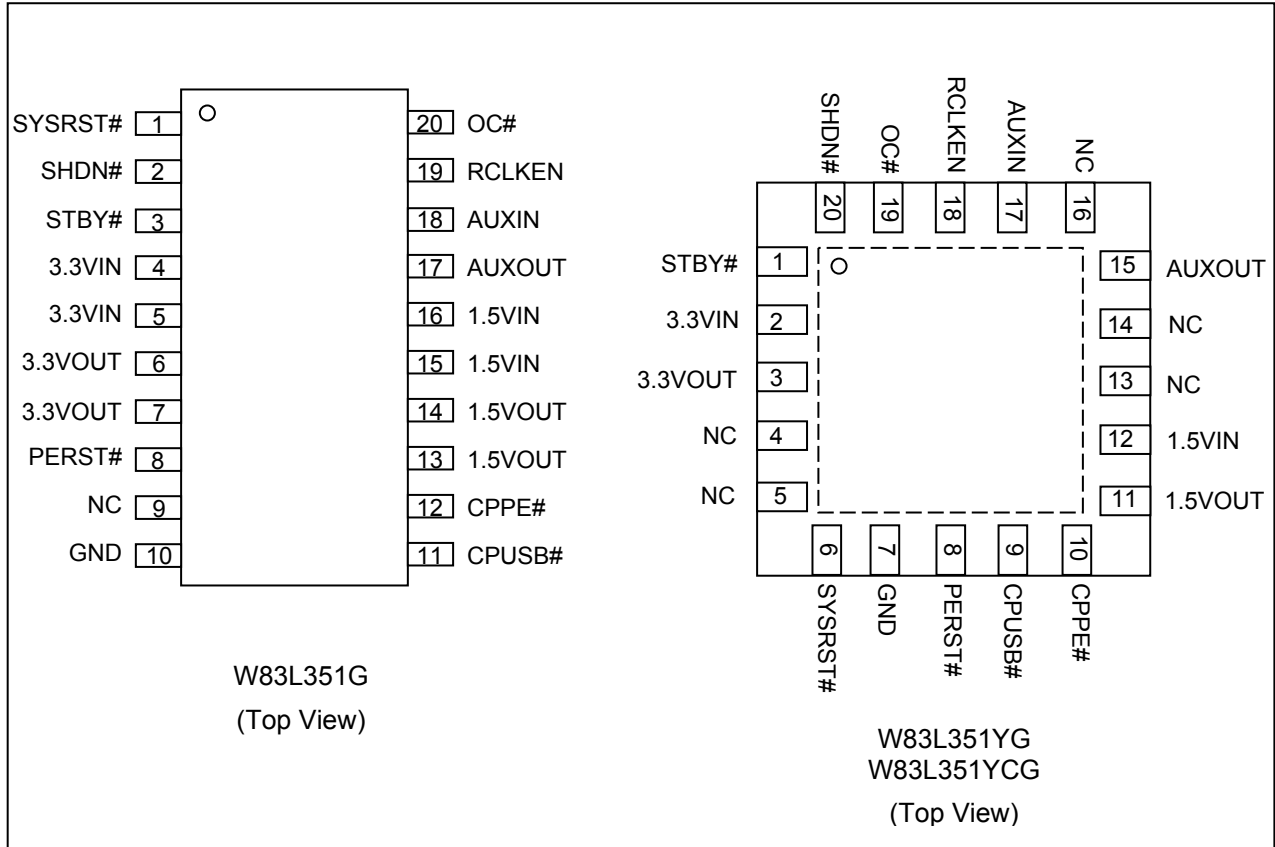 SYSRST# 1
SHDN# 2
STBY# 3
3.3VIN 4
3.3VIN 5
3.3VOUT 6
3.3VOUT 7
PERST# 8
NC 9
GND 10
20 OC#
19 RCLKEN
18 AUXIN
17 AUXOUT
16 1.5VIN
15 1.5VIN
14 1.5VOUT
13 1.5VOUT
12 CPPE#
11 CPUSB#
W83L351G
(Top View)
SHDN# 20
OC# 19
RCLKEN 18
AUXIN 17
NC 16
STBY# 1
3.3VIN 2
3.3VOUT 3
NC 4
NC 5
15 AUXOUT
14 NC
13 NC
12 1.5VIN
11 1.5VOUT
6 SYSRST#
7 GND
8 PERST#
9 CPUSB#
10 CPPE#
W83L351YG
W83L351YCG
(Top View)